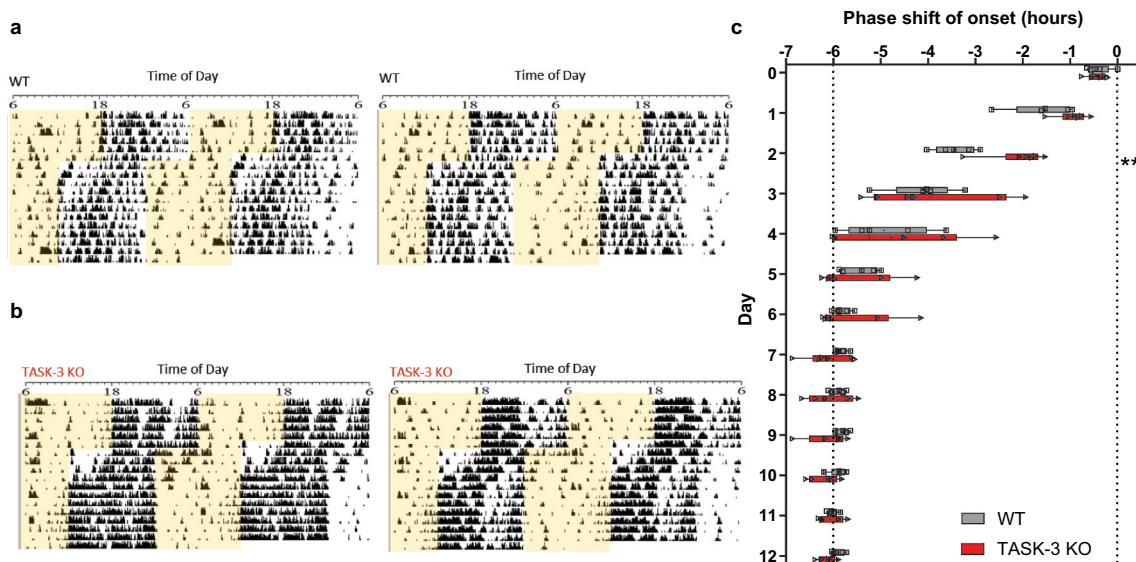 a
WT
Time of Day
6 18 6 18 6
WT
Time of Day
6 18 6 18 6
b
TASK-3 KO
Time of Day
6 18 6 18 6
TASK-3 KO
Time of Day
6 18 6 18 6
c
Phase shift of onset (hours)
-7 -6 -5 -4 -3 -2 -1 0
Day
0
1
2
**
3
4
5
6
7
8
9
10
11
12
WT
TASK-3 KO